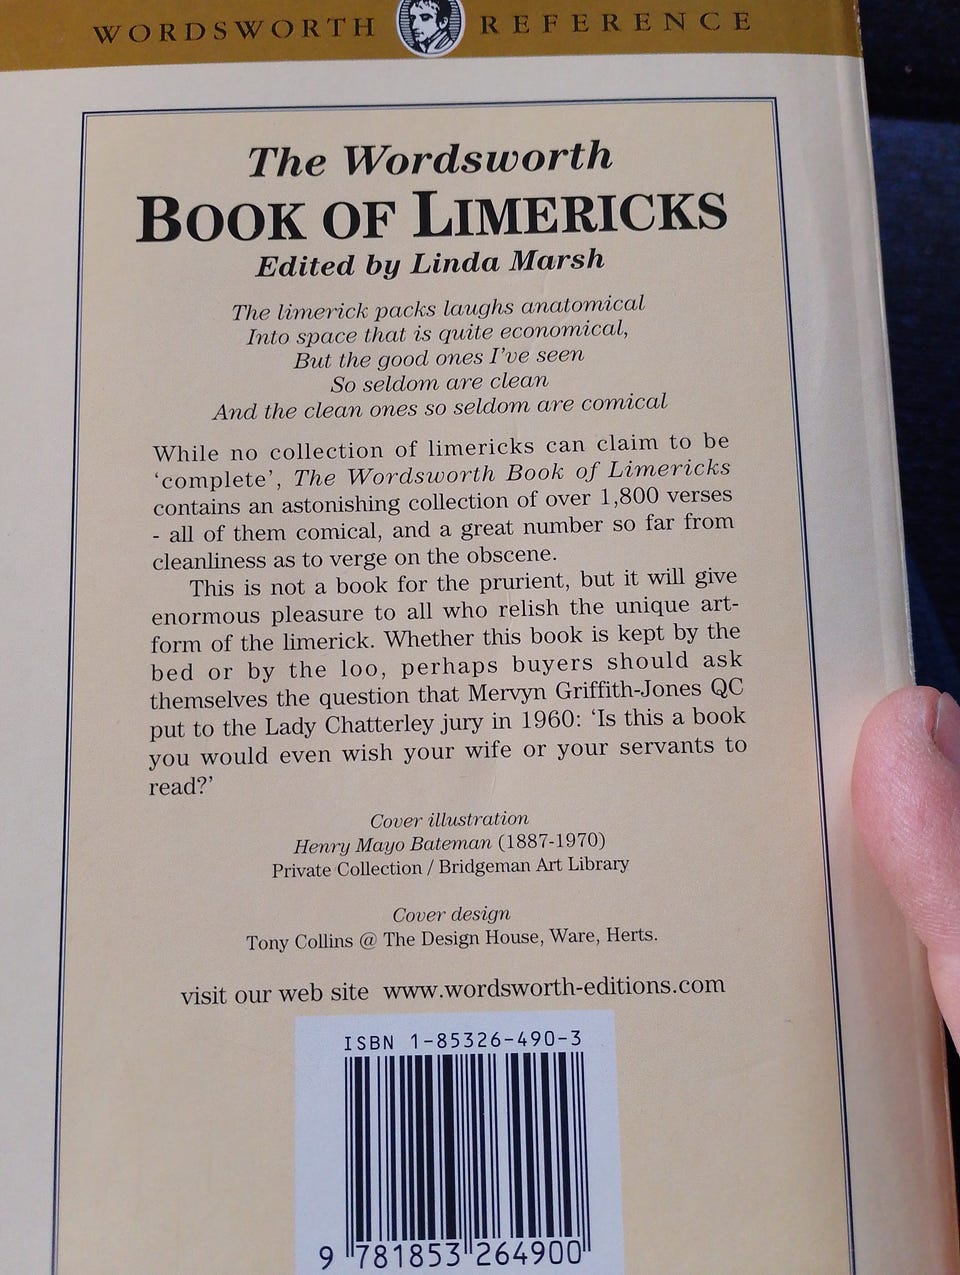 WORDSWORTH REFERENCE
The Wordsworth
BOOK OF LIMERICKS
Edited by Linda Marsh
The limerick packs laughs anatomical
Into space that is quite economical,
But the good ones I've seen
So seldom are clean
And the clean ones so seldom are comical
While no collection of limericks can claim to be
‘complete’, The Wordsworth Book of Limericks
contains an astonishing collection of over 1,800 verses
- all of them comical, and a great number so far from
cleanliness as to verge on the obscene.
This is not a book for the prurient, but it will give
enormous pleasure to all who relish the unique art-
form of the limerick. Whether this book is kept by the
bed or by the loo, perhaps buyers should ask
themselves the question that Mervyn Griffith-Jones QC
put to the Lady Chatterley jury in 1960: ‘Is this a book
you would even wish your wife or your servants to
read?’
Cover illustration
Henry Mayo Bateman (1887-1970)
Private Collection / Bridgeman Art Library
Cover design
Tony Collins @ The Design House, Ware, Herts.
visit our web site www.wordsworth-editions.com
ISBN 1-85326-490-3
9 781853 264900